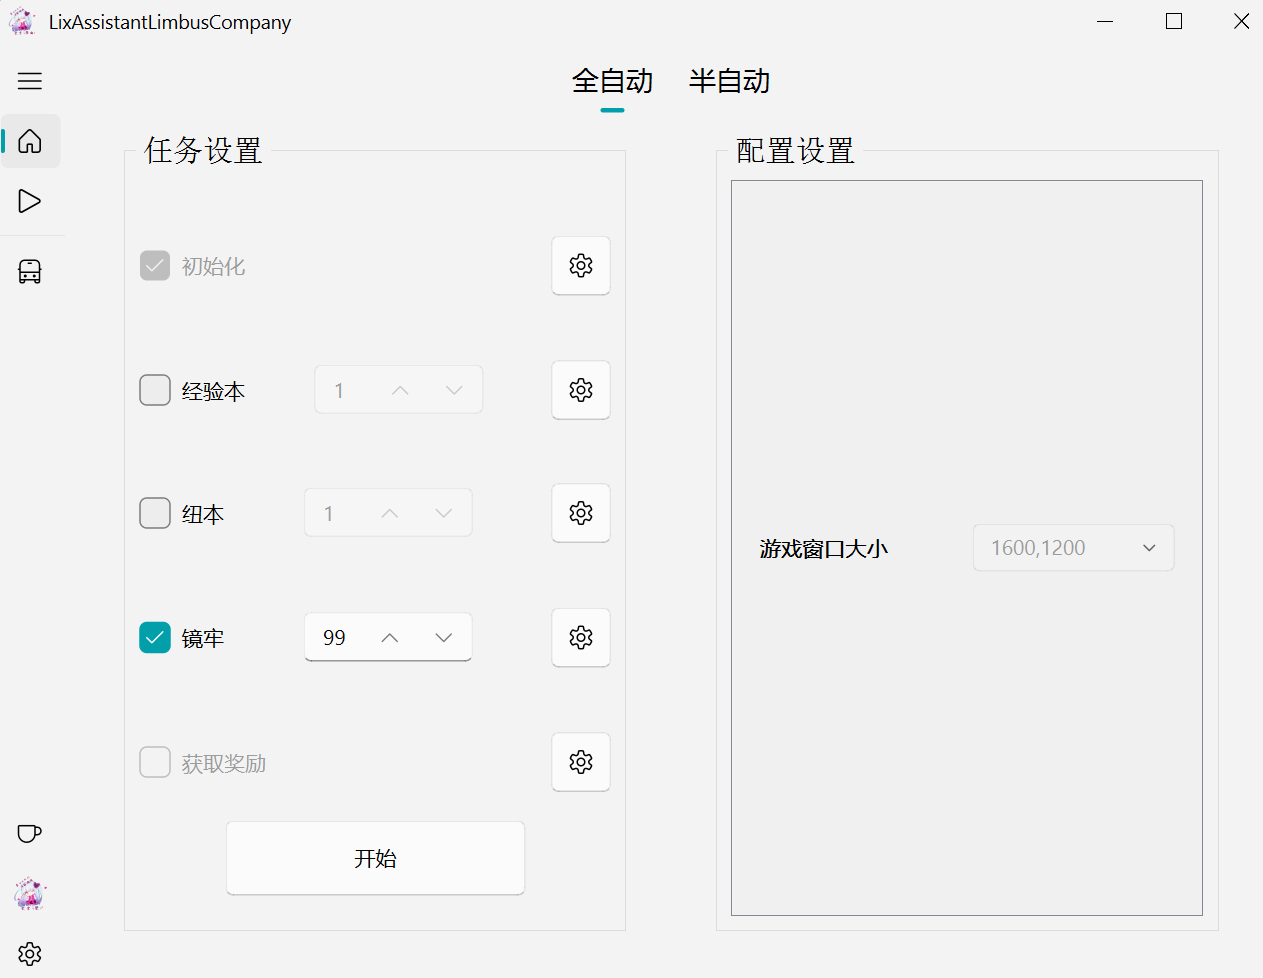 LixAssistantLimbusCompany
全自动 半自动
任务设置
初始化
经验本 1
纽本 1
镜牢 99
获取奖励
开始
配置设置
游戏窗口大小 1600,1200